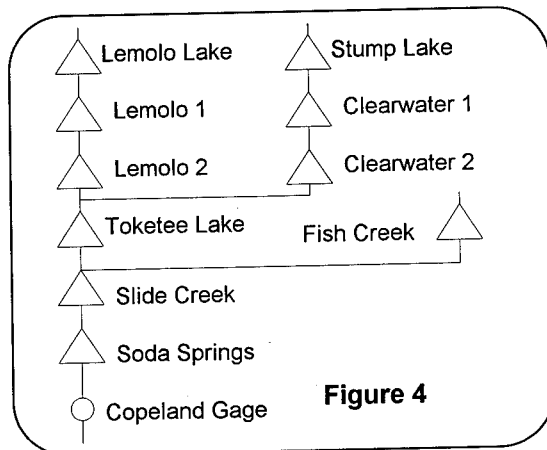 Lemolo Lake
Stump Lake
Lemolo 1
Clearwater 1
Lemolo 2
Clearwater 2
Toketee Lake
Fish Creek
Slide Creek
Soda Springs
Copeland Gage
Figure 4